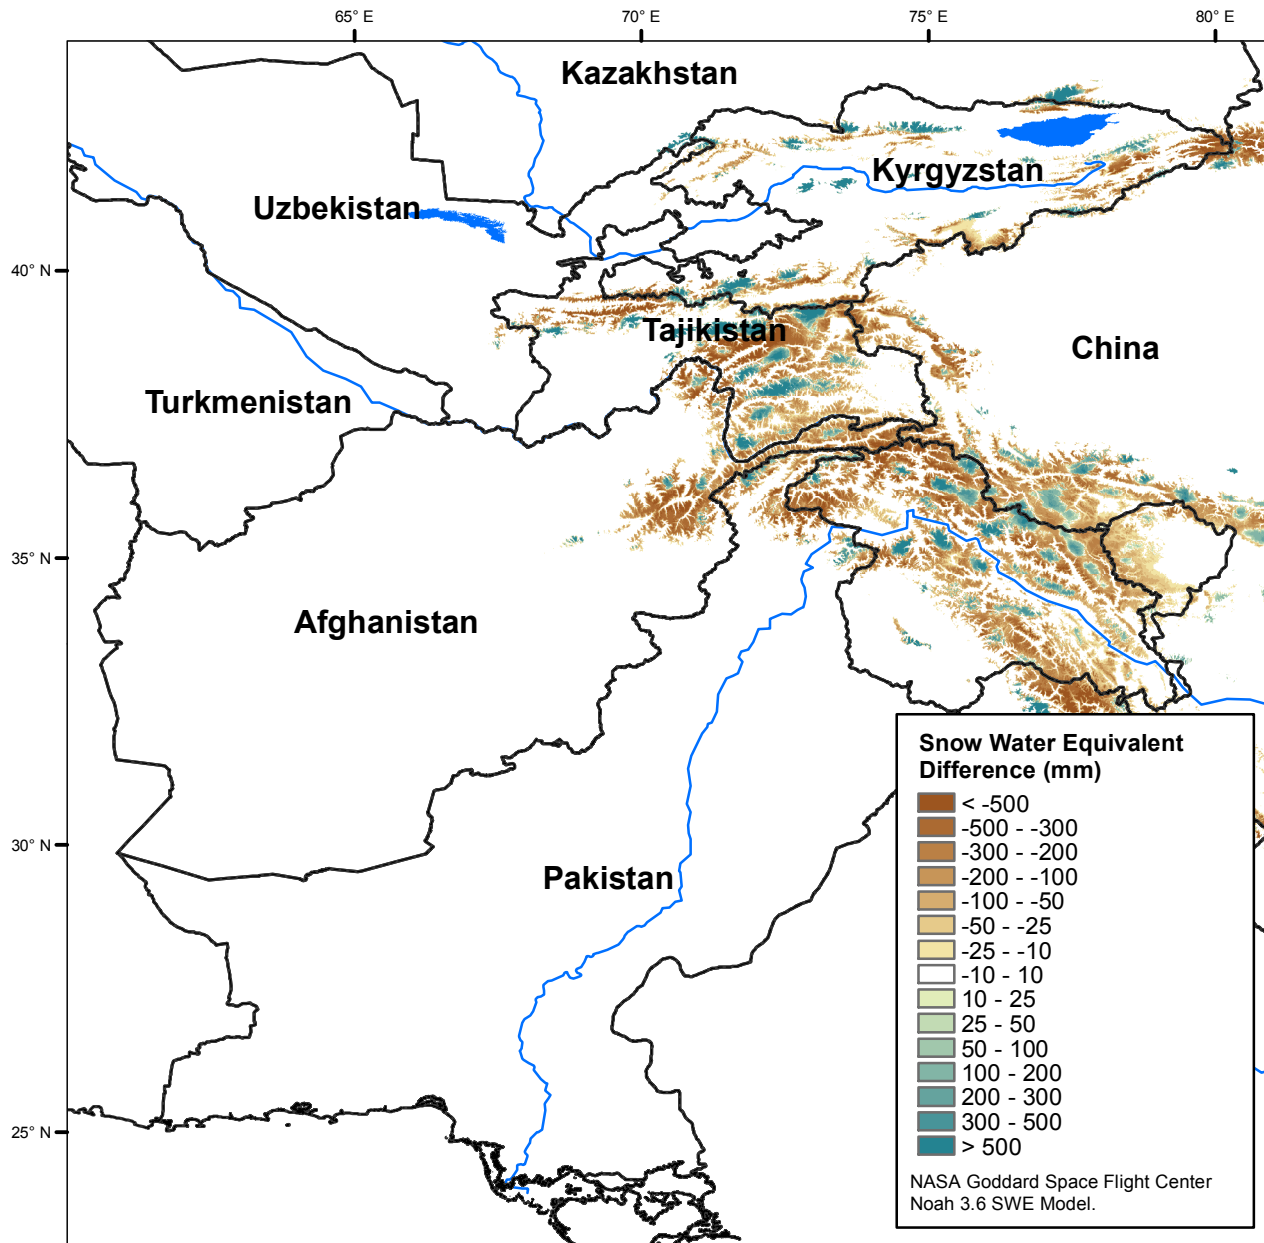 65° E
70° E
75° E
80° E
Kazakhstan
Kyrgyzstan
Uzbekistan
40° N
Tajikistan
China
Turkmenistan
35° N
Afghanistan
30° N
Pakistan
25° N
Snow Water Equivalent
Difference (mm)
< -500
-500 - -300
-300 - -200
-200 - -100
-100 - -50
-50 - -25
-25 - -10
-10 - 10
10 - 25
25 - 50
50 - 100
100 - 200
200 - 300
300 - 500
> 500
NASA Goddard Space Flight Center
Noah 3.6 SWE Model.